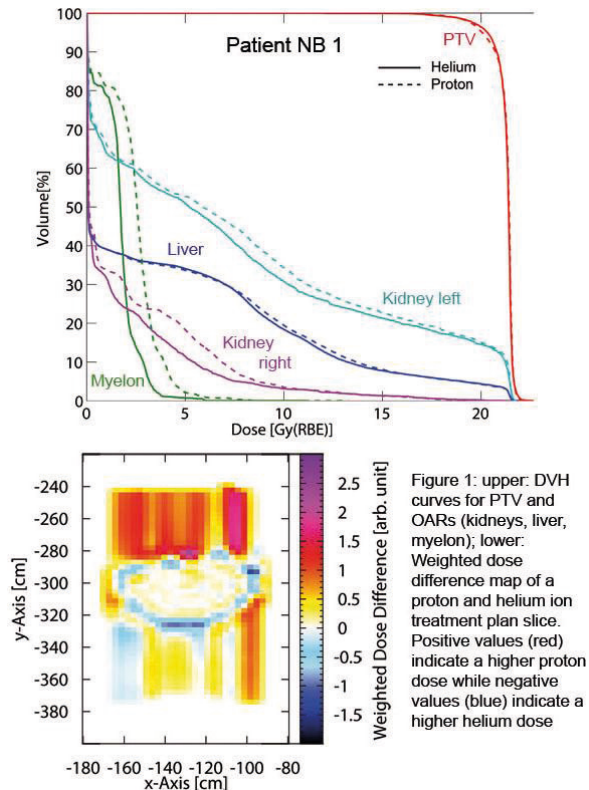 Patient NB 1
PTV
Helium
Proton
Liver
Kidney left
Kidney
right
Myelon
Volume[%]
100
90
80
70
60
50
40
30
20
10
0
0 5 10 15 20
Dose [Gy(RBE)]
-240
-260
-280
-300
-320
-340
-360
-380
y-Axis [cm]
-180 -160 -140 -120 -100 -80
x-Axis [cm]
2.5
2
1.5
1
0.5
0
-0.5
-1
-1.5
Weighted Dose Difference [arb. unit]
Figure 1: upper: DVH
curves for PTV and
OARs (kidneys, liver,
myelon); lower:
Weighted dose
difference map of a
proton and helium ion
treatment plan slice.
Positive values (red)
indicate a higher proton
dose while negative
values (blue) indicate a
higher helium dose